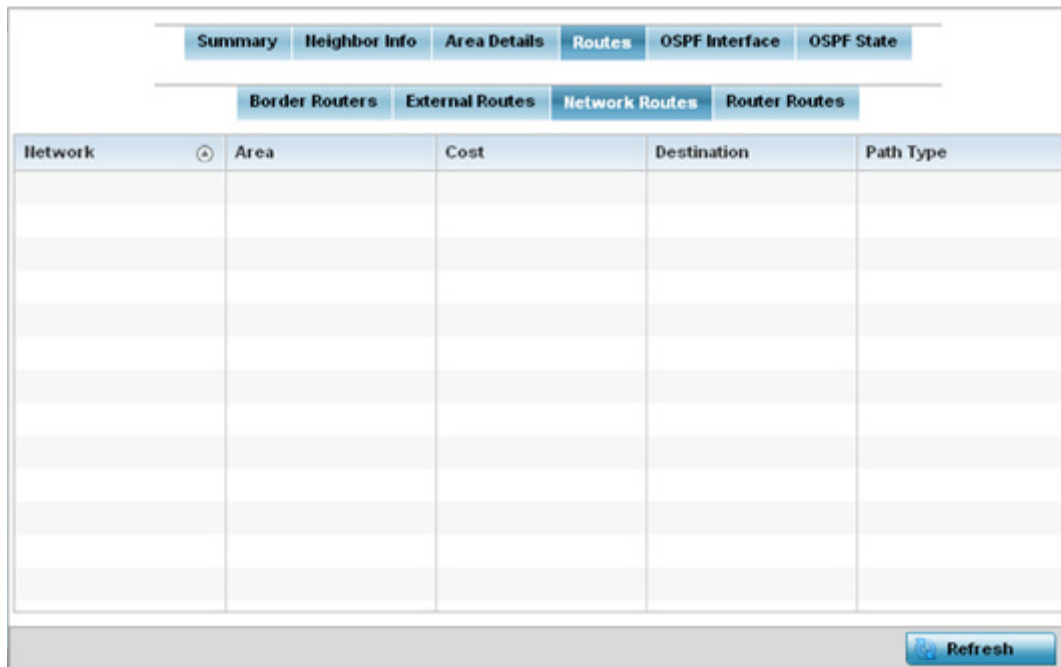 Summary Neighbor Info Area Details Routes OSPF Interface OSPF State
Border Routers External Routes Network Routes Router Routes
Network Area Cost Destination Path Type
Refresh